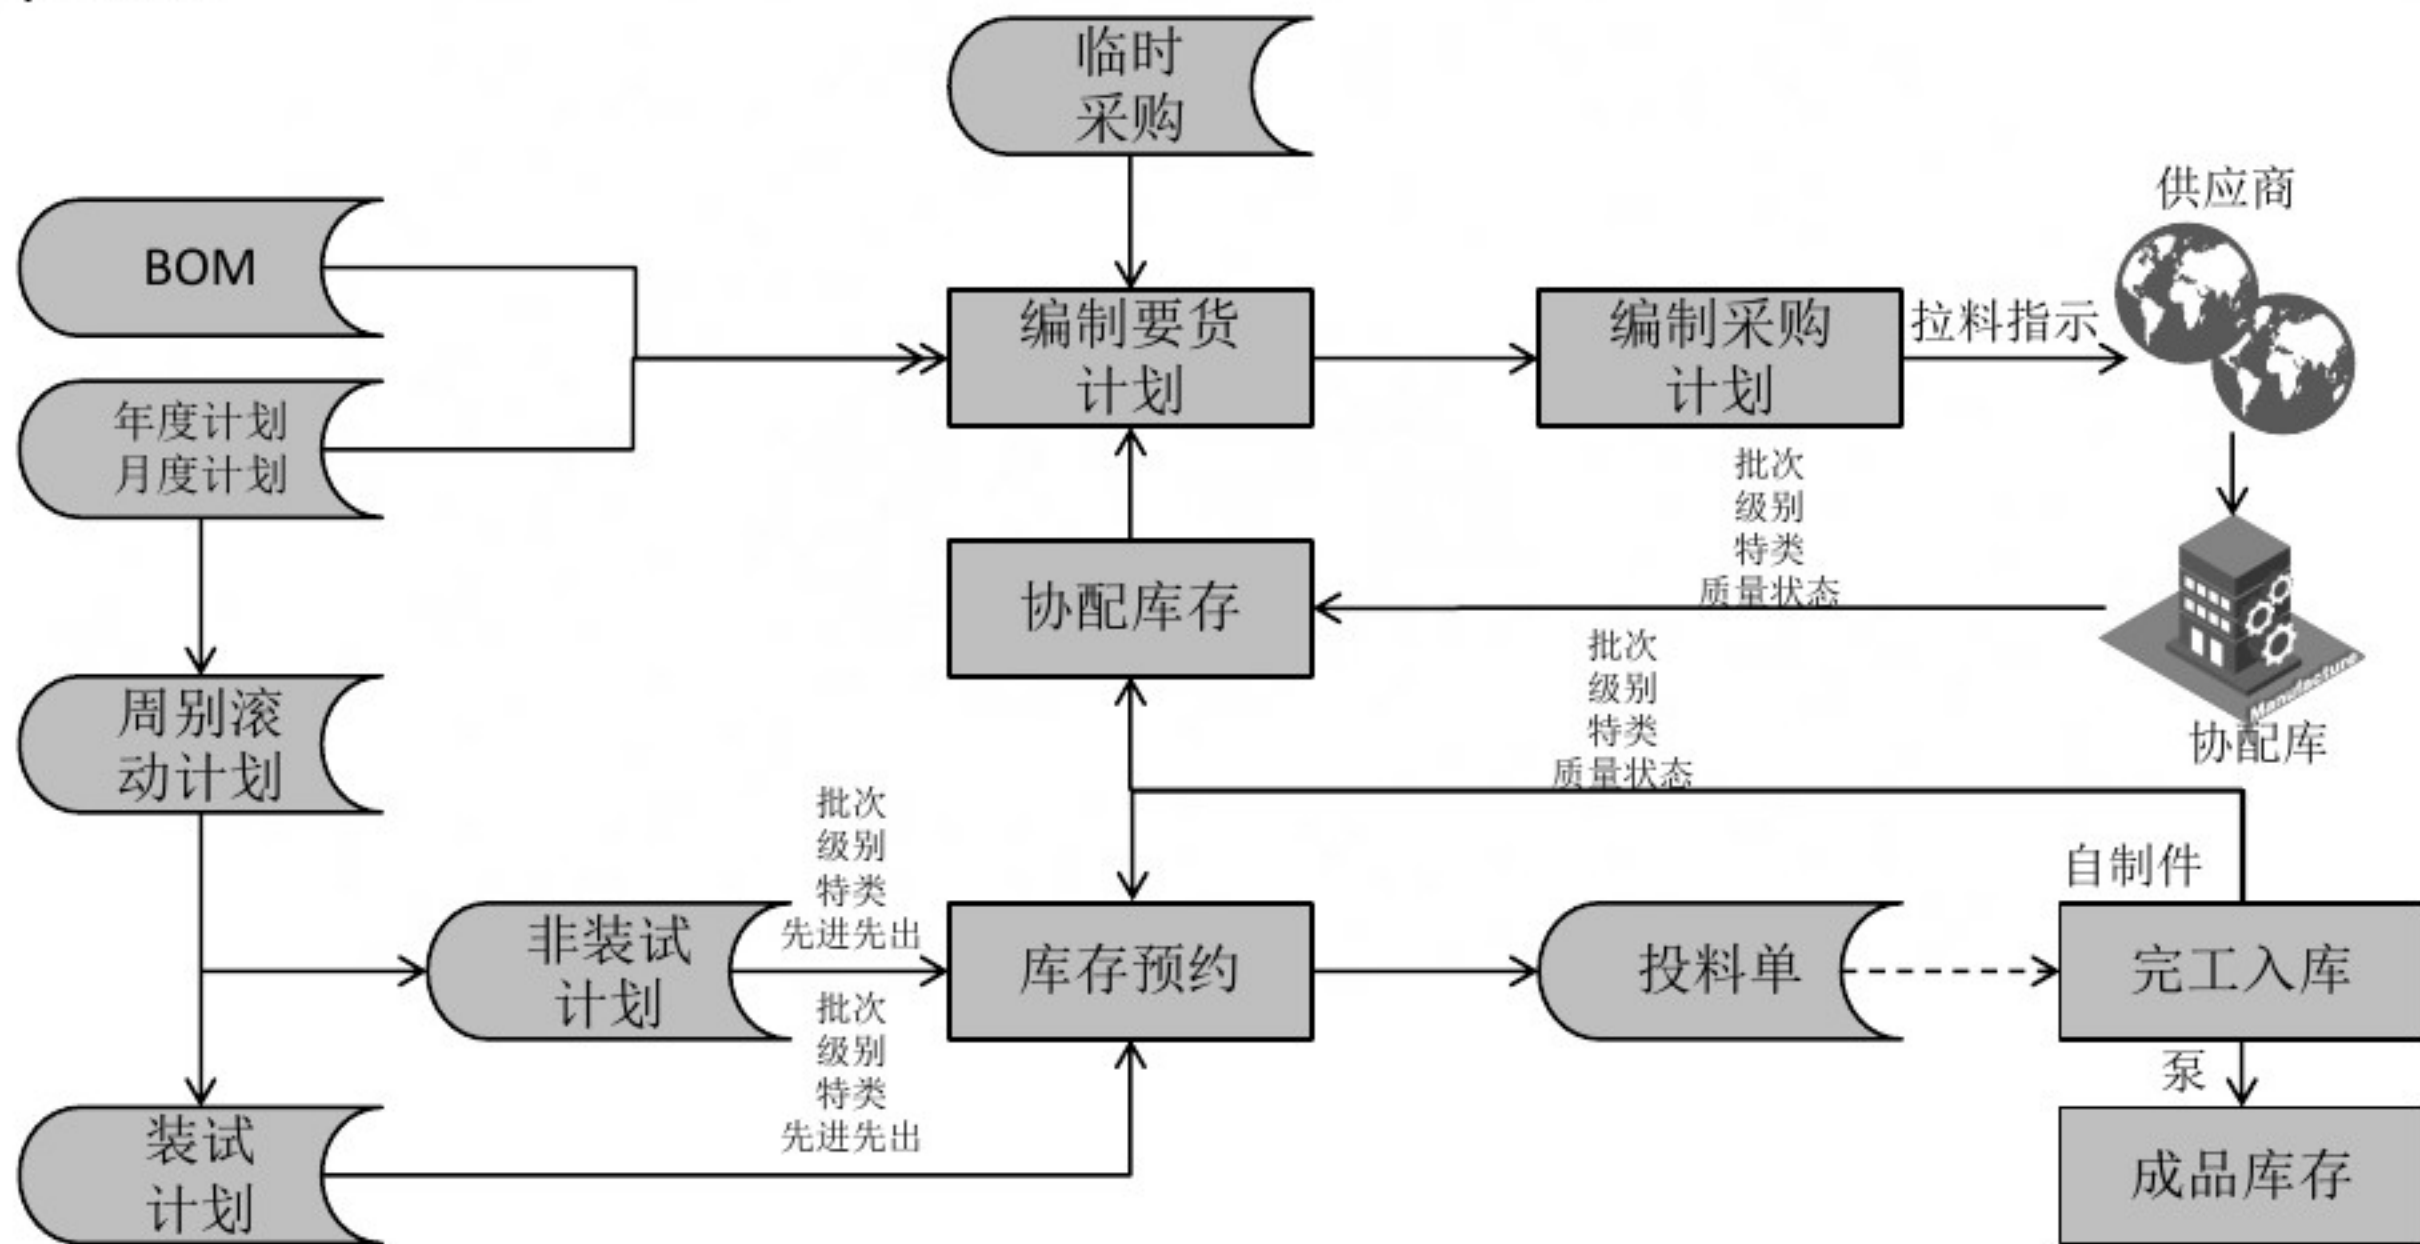 临时
采购
供应商
BOM
编制要货
计划
编制采购
计划
拉料指示
年度计划
月度计划
批次
级别
特类
质量状态
协配库存
批次
级别
特类
质量状态
Manufacture
协配库
周别滚
动计划
批次
级别
特类
先进先出
自制件
非装试
计划
库存预约
投料单
完工入库
批次
级别
特类
先进先出
泵
装试
计划
成品库存